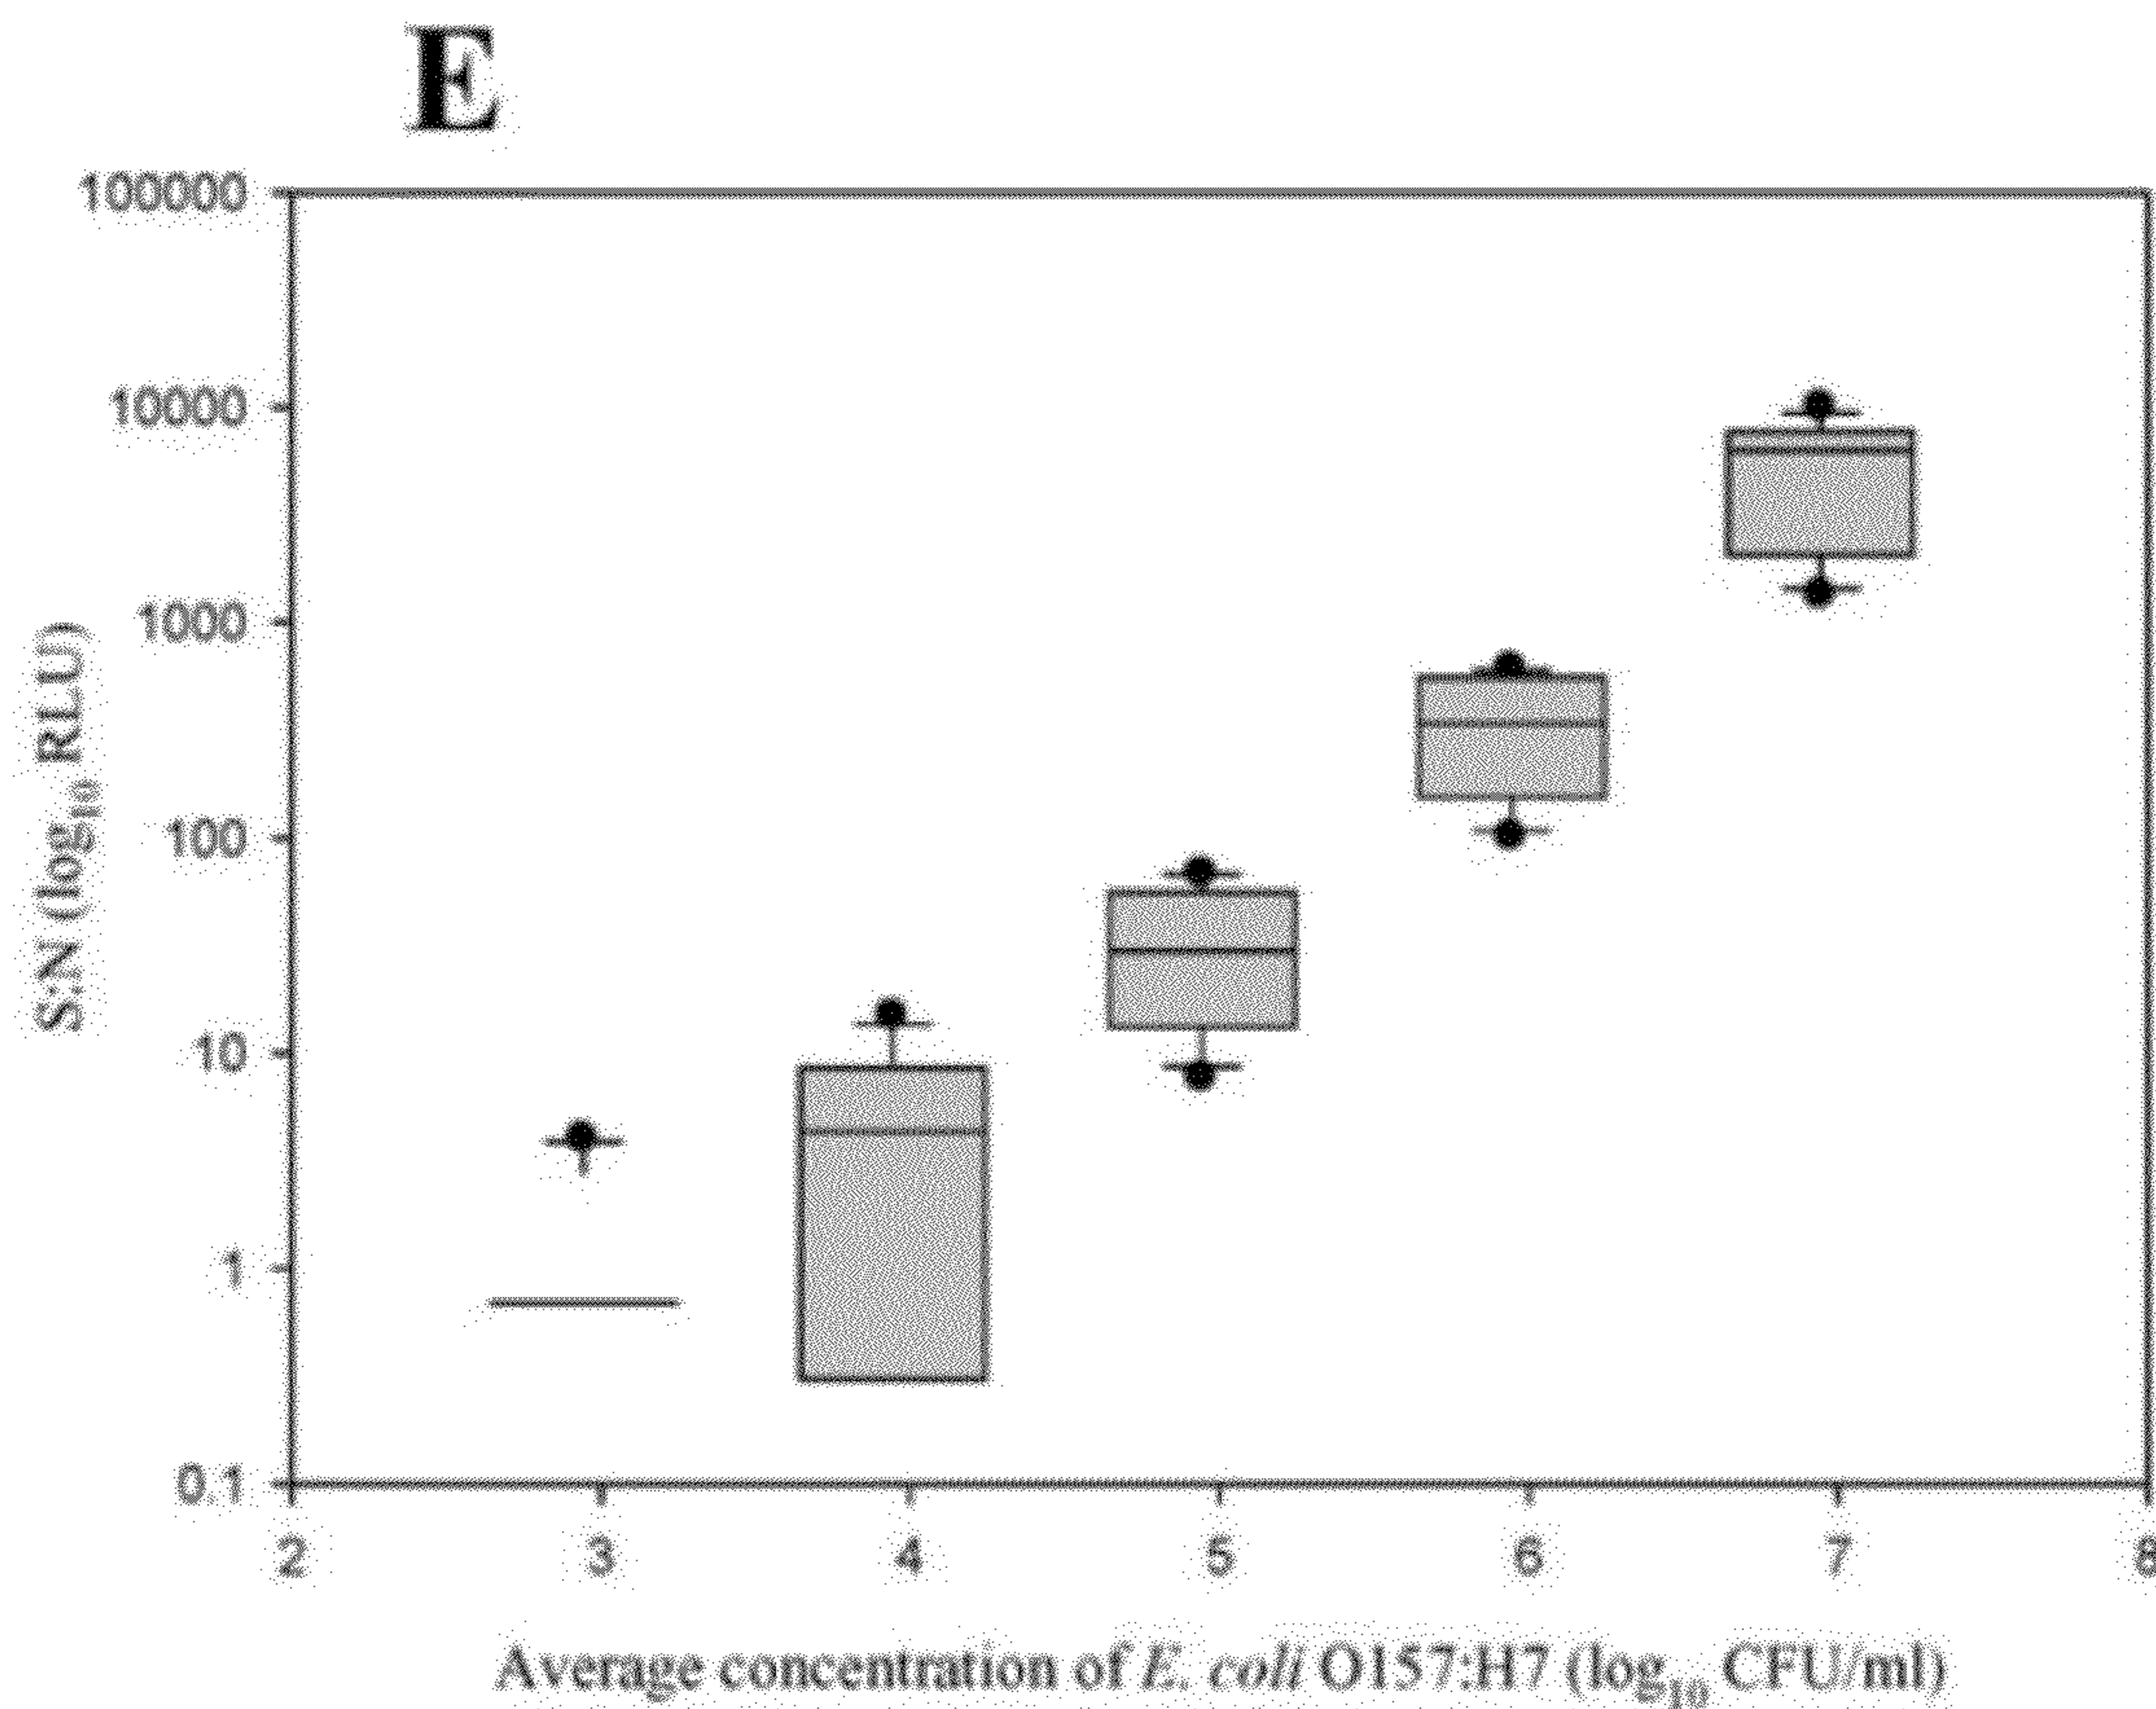 E
100000
10000
1000
100
10
1
0.1
S:N (log10 RLU)
2 3 4 5 6 7 8
Average concentration of E. coli O157:H7 (log10 CFU/ml)